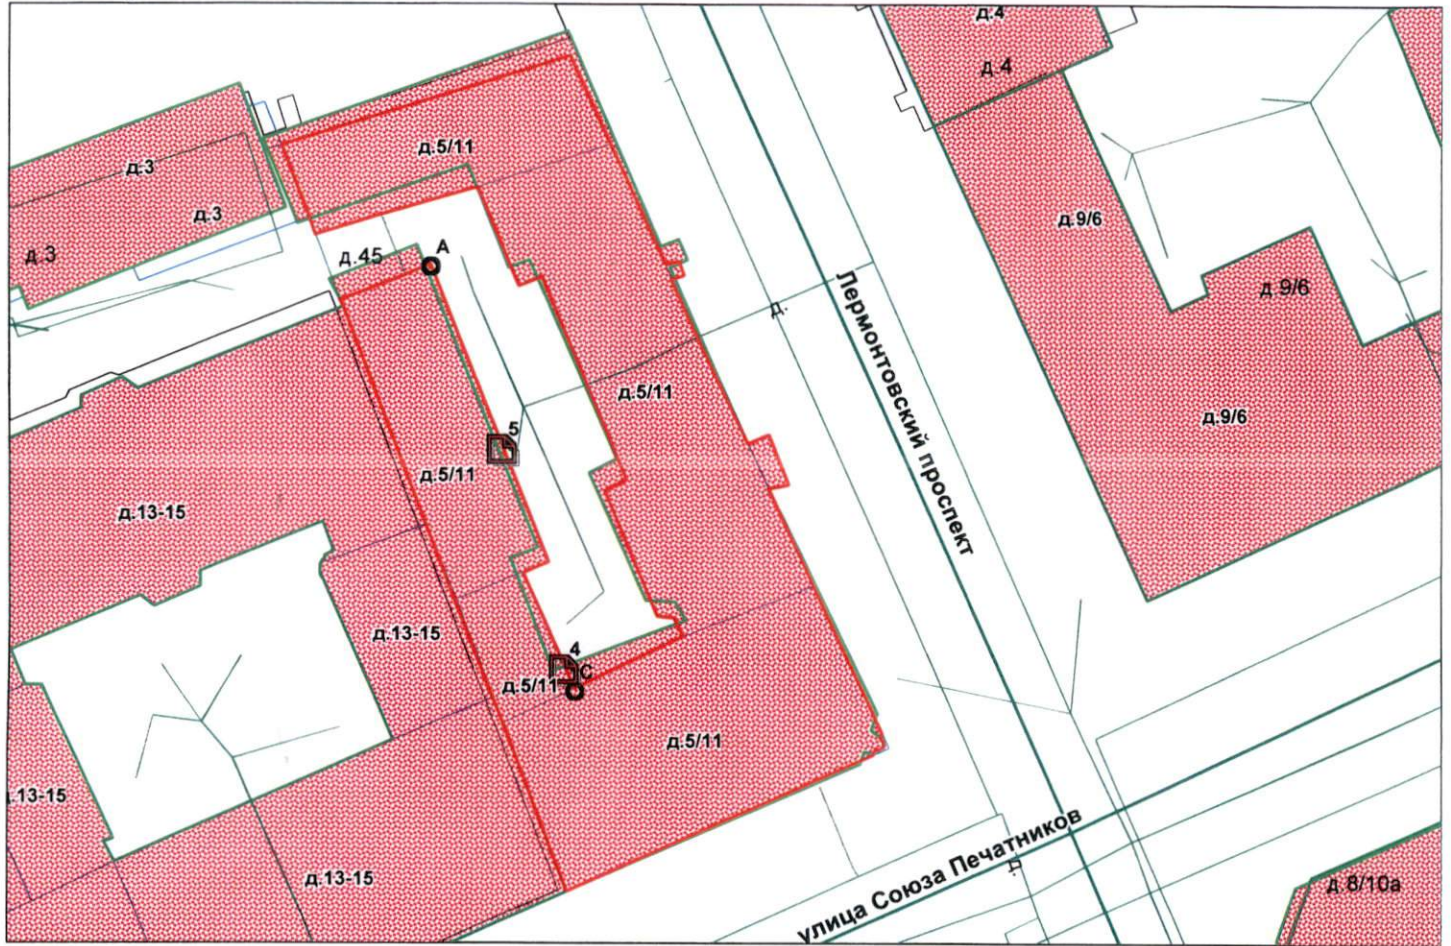 д.4
д.4
д.3
д.5/11
д.3
д.9/6
д.3
д.45
A
д.9/6
д.
Лермонтовский проспект
д.5/11
д.9/6
5
д.5/11
д.13-15
д.13-15
4
С
д.5/11
д.5/11
.13-15
улица Союза Печатников
д.
д.13-15
д.8/10а